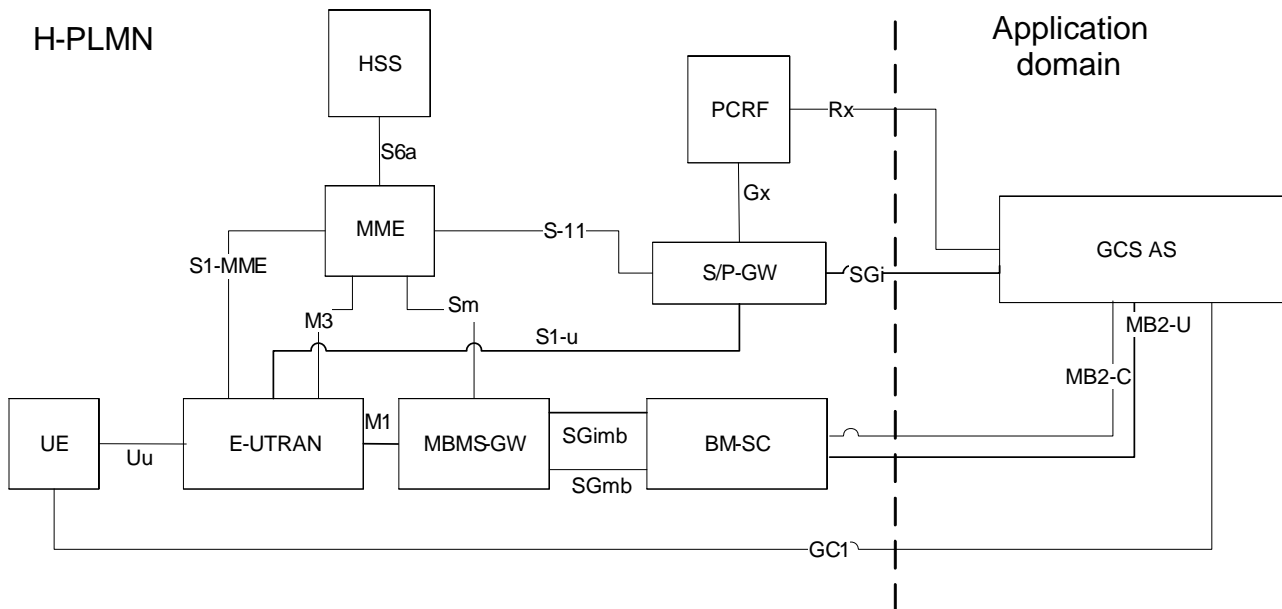 H-PLMN
Application
domain
HSS
PCRF
Rx
S6a
Gx
MME
S-11
GCS AS
S1-MME
S/P-GW
SGi
Sm
M3
S1-u
MB2-U
MB2-C
M1
UE
Uu
E-UTRAN
MBMS-GW
SGimb
BM-SC
SGmb
GC1